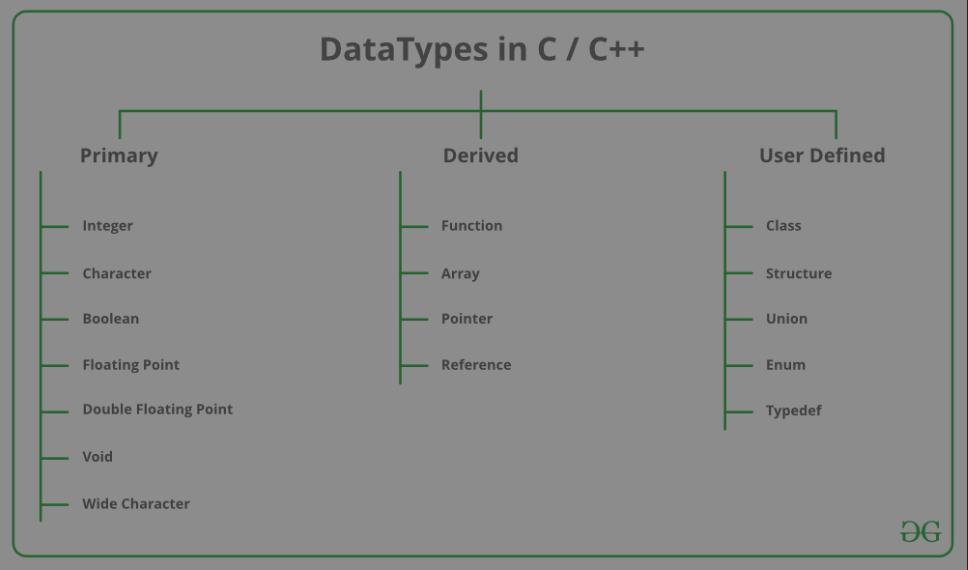 DataTypes in C / C++
Primary
Integer
Character
Boolean
Floating Point
Double Floating Point
Void
Wide Character
Derived
Function
Array
Pointer
Reference
User Defined
Class
Structure
Union
Enum
Typedef